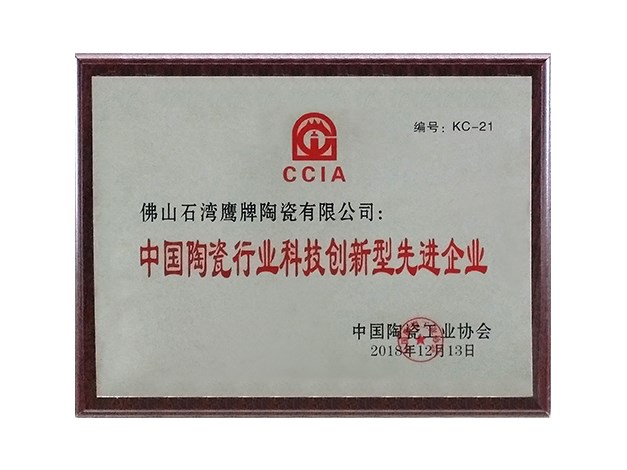 编号：KC-21
CCIA
佛山石湾鹰牌陶瓷有限公司：
中国陶瓷行业科技创新型先进企业
中国陶瓷工业协会
2018年12月13日